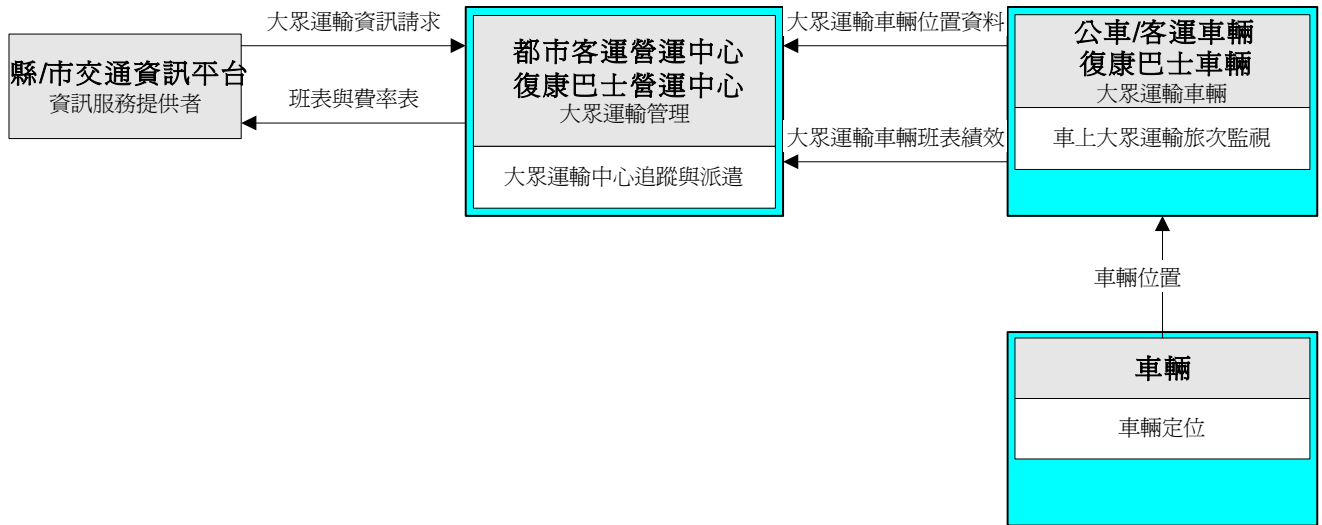 大眾運輸資訊請求
縣/市交通資訊平台
資訊服務提供者
班表與費率表
都市客運營運中心
復康巴士營運中心
大眾運輸管理
大眾運輸中心追蹤與派遣
大眾運輸車輛位置資料
大眾運輸車輛班表績效
公車/客運車輛
復康巴士車輛
大眾運輸車輛
車上大眾運輸旅次監視
車輛位置
車輛
車輛定位